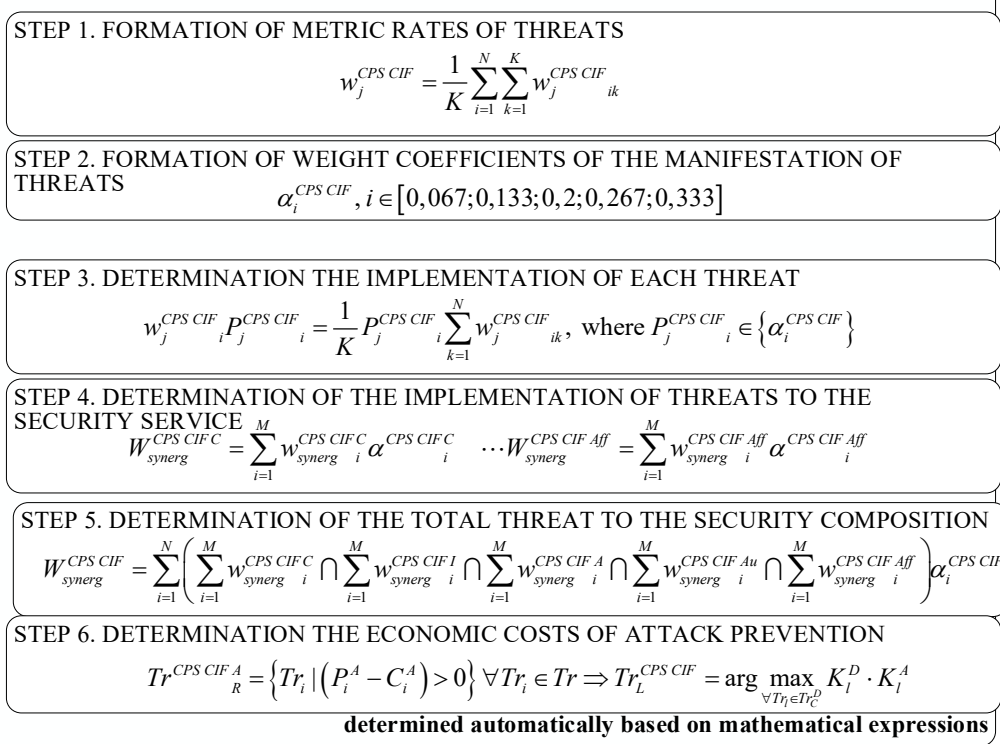 STEP 1. FORMATION OF METRIC RATES OF THREATS
$w_j^{CPS\ CIF} = \frac{1}{K} \sum_{i=1}^{N} \sum_{k=1}^{K} w_j^{CPS\ CIF}{}_{ik}$
STEP 2. FORMATION OF WEIGHT COEFFICIENTS OF THE MANIFESTATION OF
THREATS
$\alpha_i^{CPS\ CIF}, i \in [0,067; 0,133; 0,2; 0,267; 0,333]$
STEP 3. DETERMINATION THE IMPLEMENTATION OF EACH THREAT
$w_j^{CPS\ CIF}{}_i P_j^{CPS\ CIF}{}_i = \frac{1}{K} P_j^{CPS\ CIF}{}_i \sum_{k=1}^{N} w_j^{CPS\ CIF}{}_{ik}, \text{ where } P_j^{CPS\ CIF}{}_i \in \{\alpha_i^{CPS\ CIF}\}$
STEP 4. DETERMINATION OF THE IMPLEMENTATION OF THREATS TO THE
SECURITY SERVICE
$W_{synerg}^{CPS\ CIF\ C} = \sum_{i=1}^{M} w_{synerg}^{CPS\ CIF}{}_i^C \alpha^{CPS\ CIF}{}_i^C \quad \cdots W_{synerg}^{CPS\ CIF\ Aff} = \sum_{i=1}^{M} w_{synerg}^{CPS\ CIF}{}_i^{Aff} \alpha^{CPS\ CIF}{}_i^{Aff}$
STEP 5. DETERMINATION OF THE TOTAL THREAT TO THE SECURITY COMPOSITION
$W_{synerg}^{CPS\ CIF} = \sum_{i=1}^{N} \left( \sum_{i=1}^{M} w_{synerg}^{CPS\ CIF}{}_i^C \cap \sum_{i=1}^{M} w_{synerg}^{CPS\ CIF}{}_i^I \cap \sum_{i=1}^{M} w_{synerg}^{CPS\ CIF}{}_i^A \cap \sum_{i=1}^{M} w_{synerg}^{CPS\ CIF}{}_i^{Au} \cap \sum_{i=1}^{M} w_{synerg}^{CPS\ CIF}{}_i^{Aff} \right) \alpha_i^{CPS\ CIF}$
STEP 6. DETERMINATION THE ECONOMIC COSTS OF ATTACK PREVENTION
$Tr^{CPS\ CIF}{}_R^A = \{Tr_i \mid (P_i^A - C_i^A) > 0\}\ \forall Tr_i \in Tr \Rightarrow Tr_L^{CPS\ CIF} = \arg \max_{\forall Tr_l \in Tr_C^D} K_l^D \cdot K_l^A$
determined automatically based on mathematical expressions